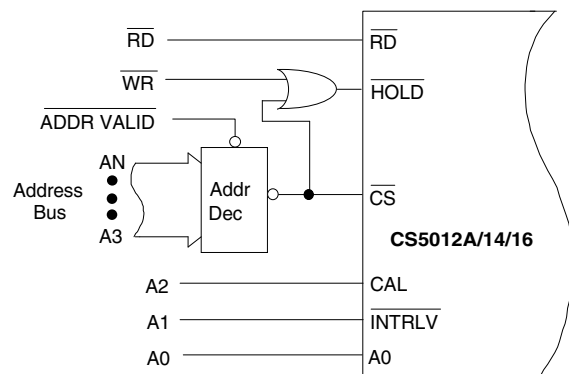 RD RD
WR HOLD
ADDR VALID
AN
Address
Bus
A3
Addr
Dec
CS
CS5012A/14/16
A2 CAL
A1 INTRLV
A0 A0